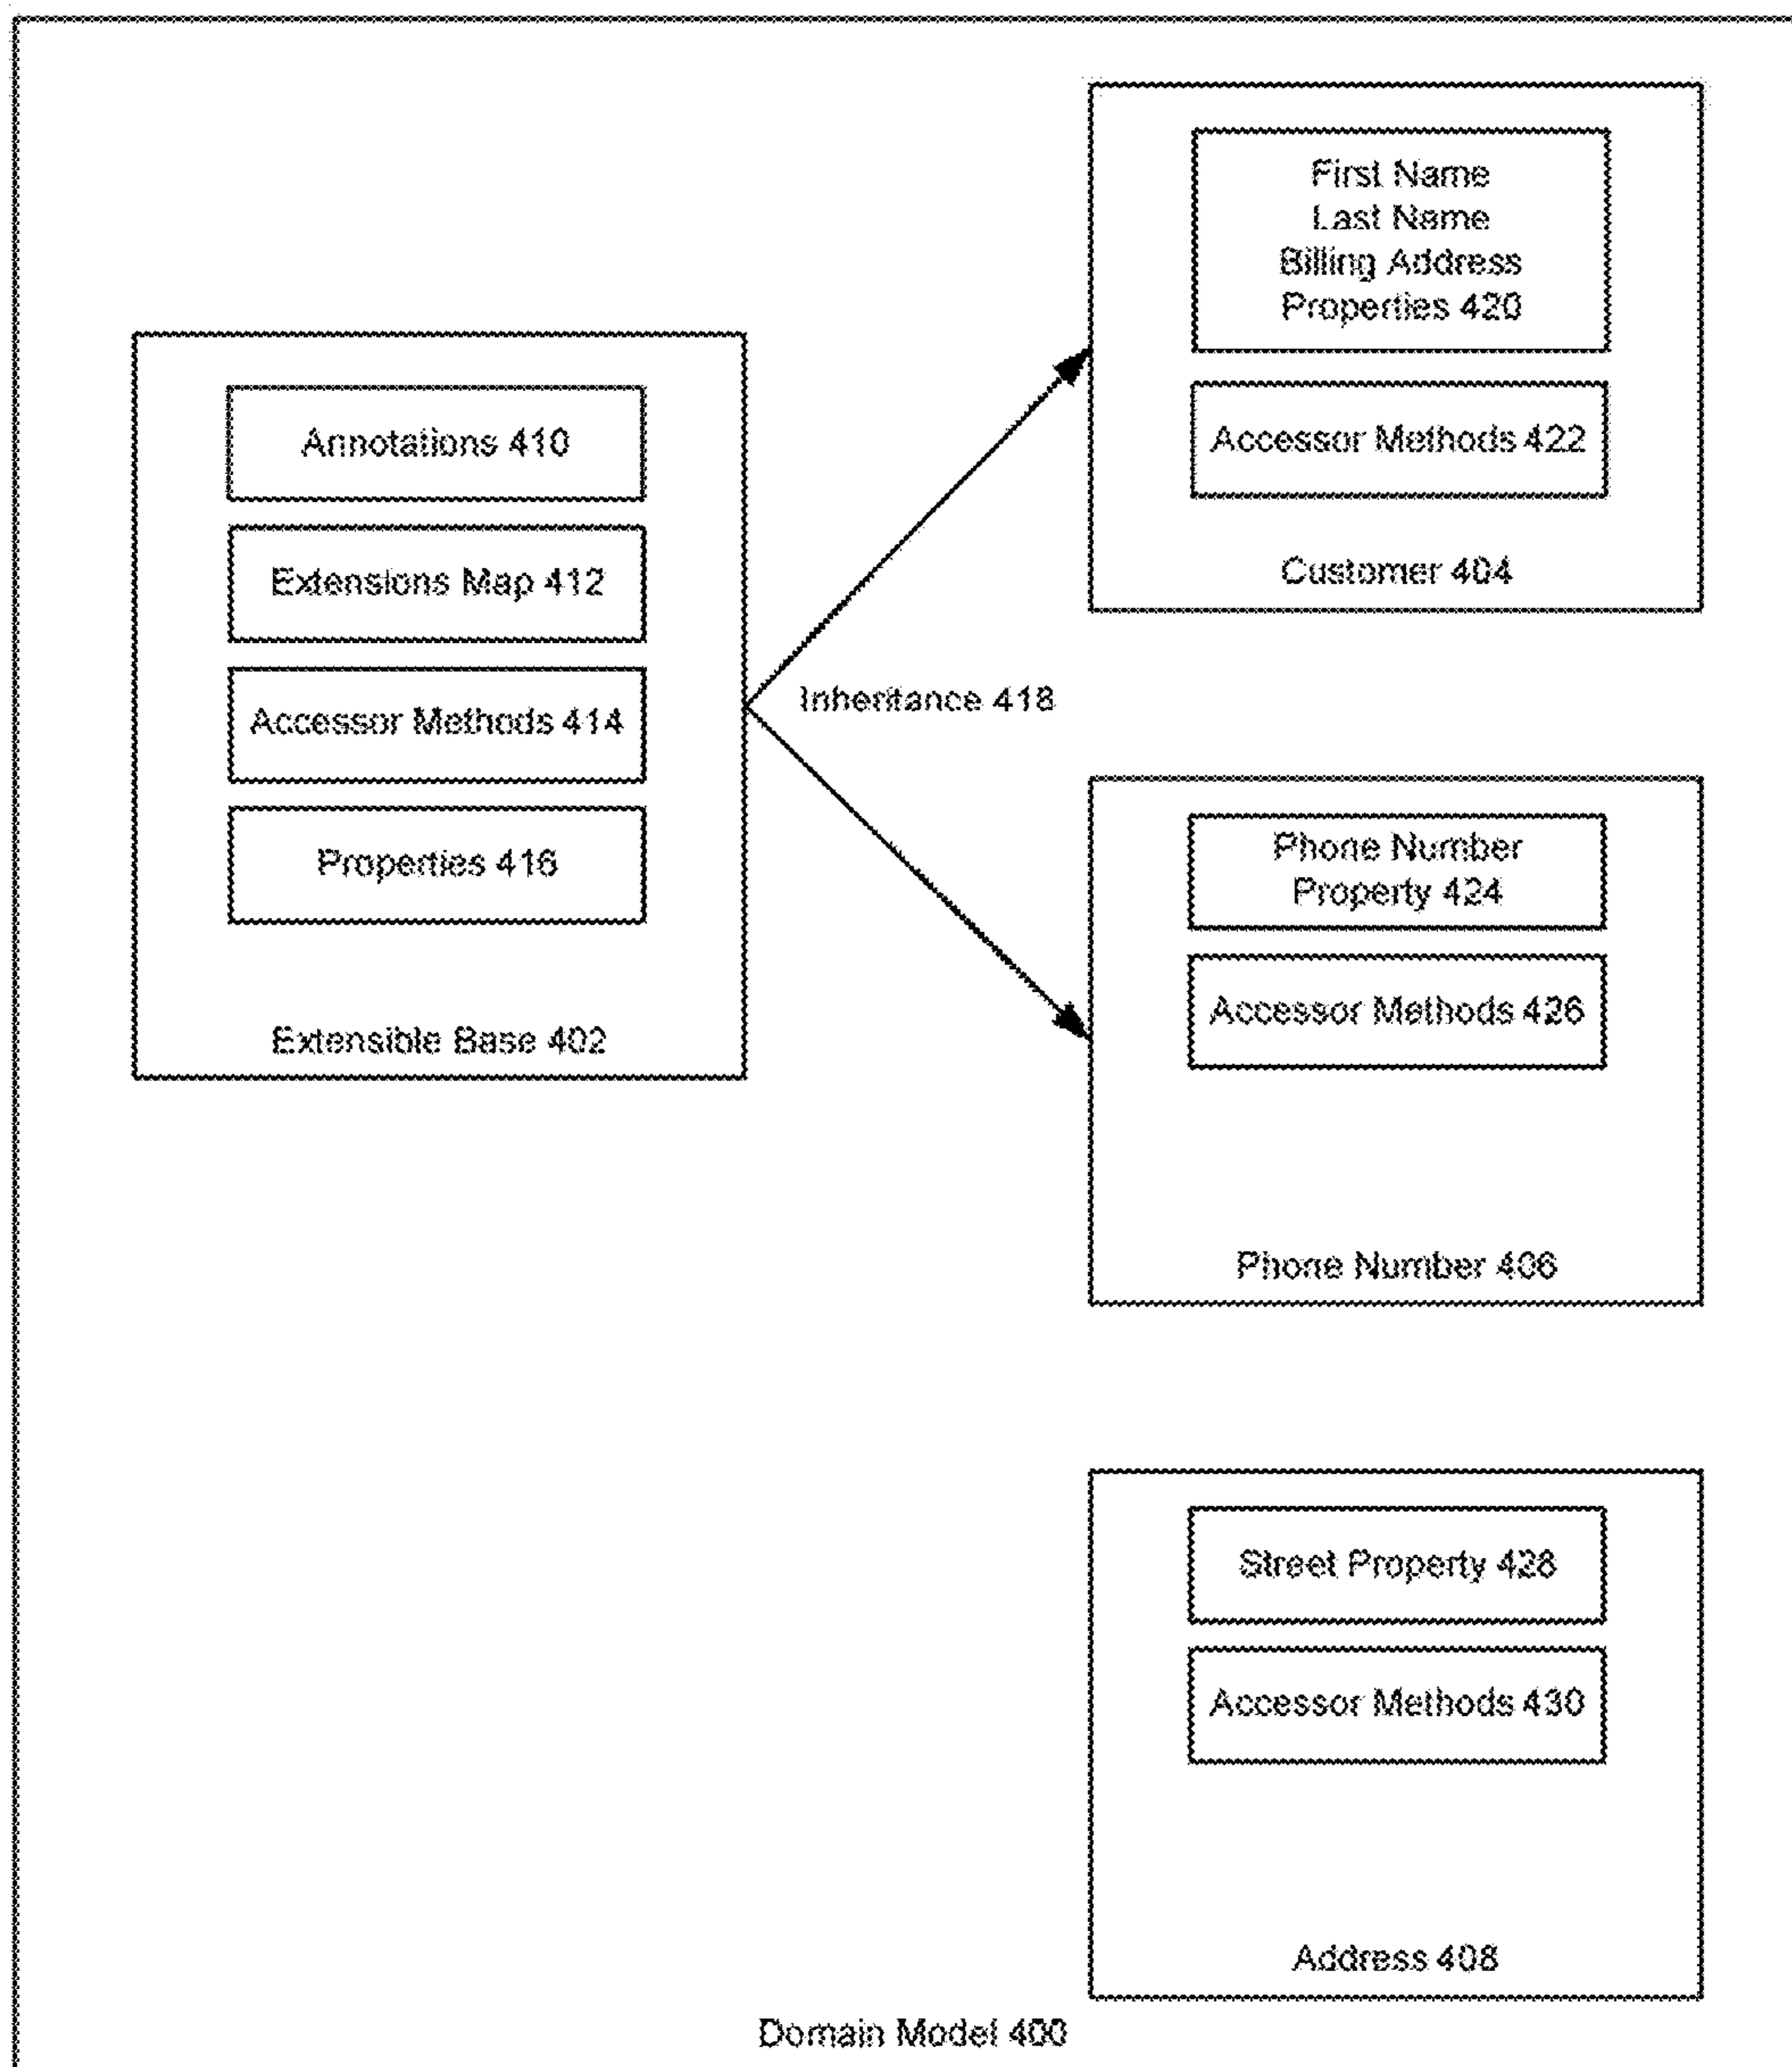 Annotations 410
Extensions Map 412
Accessor Methods 414
Properties 416
Extensible Base 402
Inheritance 418
First Name
Last Name
Billing Address
Properties 420
Accessor Methods 422
Customer 404
Phone Number
Property 424
Accessor Methods 426
Phone Number 406
Street Property 428
Accessor Methods 430
Address 408
Domain Model 400